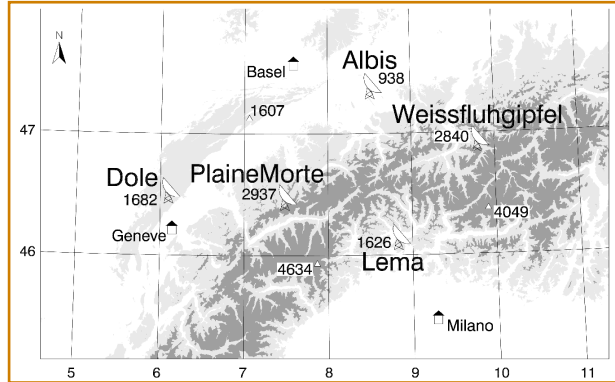 N
Albis
938
Basel
1607
Weissfluhgipfel
2840
47
Dole
1682
PlaineMorte
2937
4049
Geneve
1626
Lema
46
4634
Milano
5 6 7 8 9 10 11